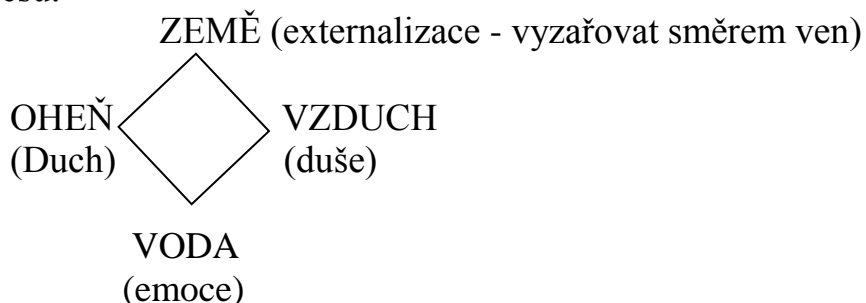 ZEMĚ (externalizace - vyzařovat směrem ven)
OHEŇ VZDUCH
(Duch) (duše)
VODA
(emoce)